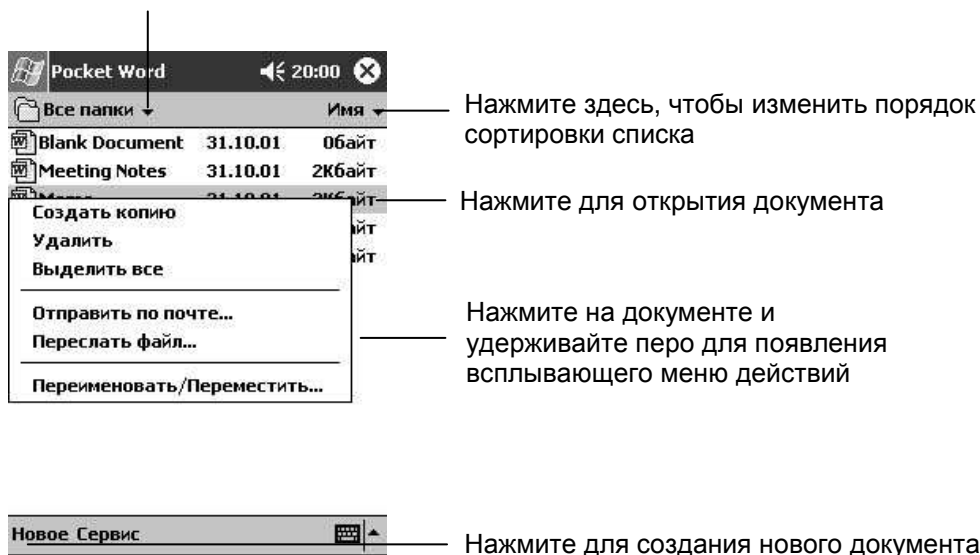 Pocket Word 20:00
Все папки Имя
Нажмите здесь, чтобы изменить порядок
сортировки списка
Blank Document 31.10.01 0байт
Meeting Notes 31.10.01 2Кбайт
Нажмите для открытия документа
Создать копию
Удалить
Выделить все
Отправить по почте...
Переслать файл...
Переименовать/Переместить...
Нажмите на документе и
удерживайте перо для появления
всплывающего меню действий
Новое Сервис
Нажмите для создания нового документа